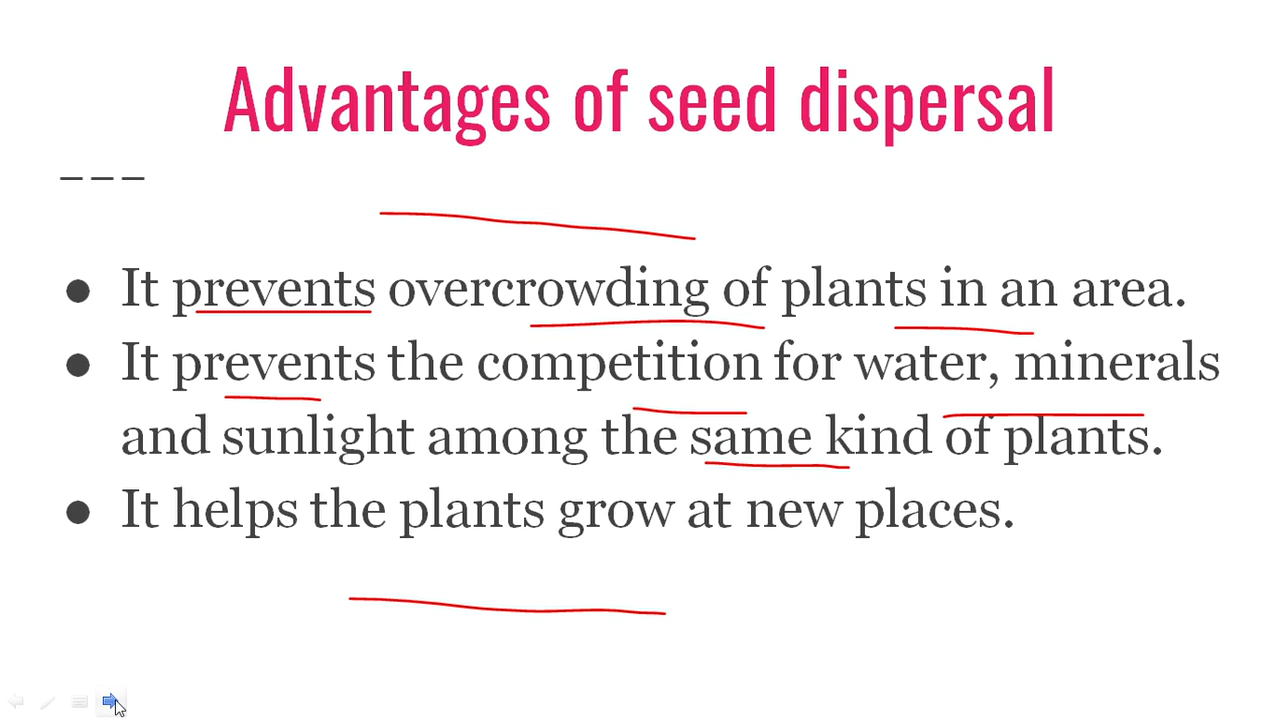 Advantages of seed dispersal
● It prevents overcrowding of plants in an area.
● It prevents the competition for water, minerals
and sunlight among the same kind of plants.
● It helps the plants grow at new places.